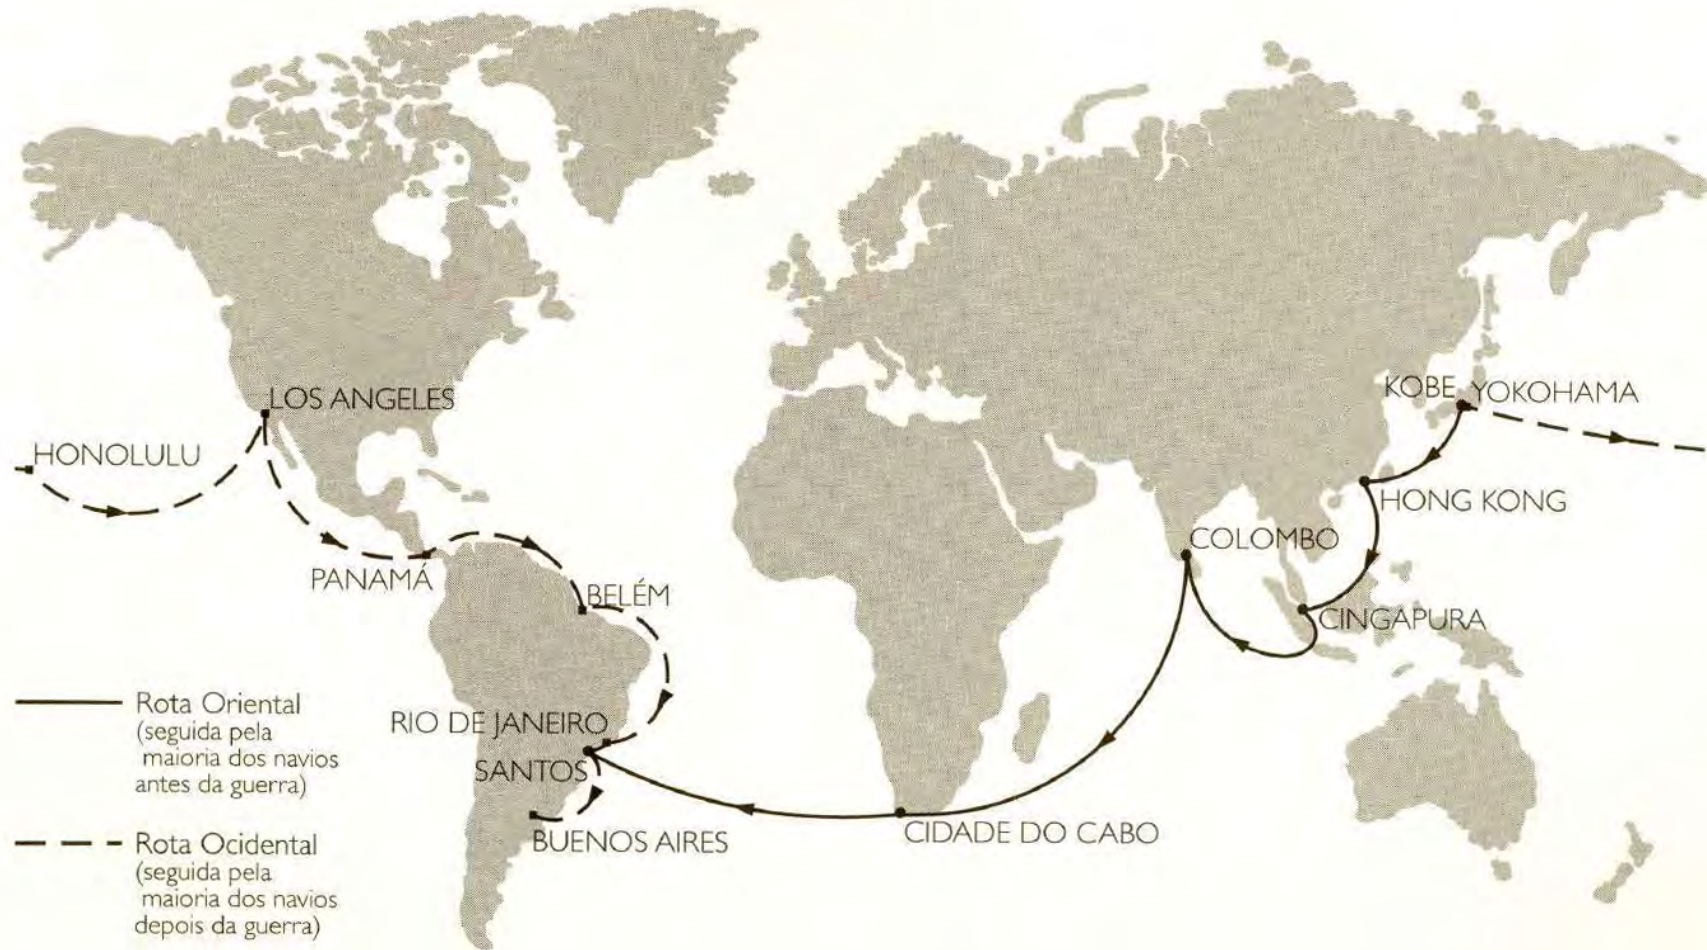 LOS ANGELES
KOBE YOKOHAMA
HONOLULU
HONG KONG
COLOMBO
PANAMÁ
BELÉM
CINGAPURA
RIO DE JANEIRO
SANTOS
CIDADE DO CABO
BUENOS AIRES
Rota Oriental
(seguida pela
maioria dos navios
antes da guerra)
Rota Ocidental
(seguida pela
maioria dos navios
depois da guerra)